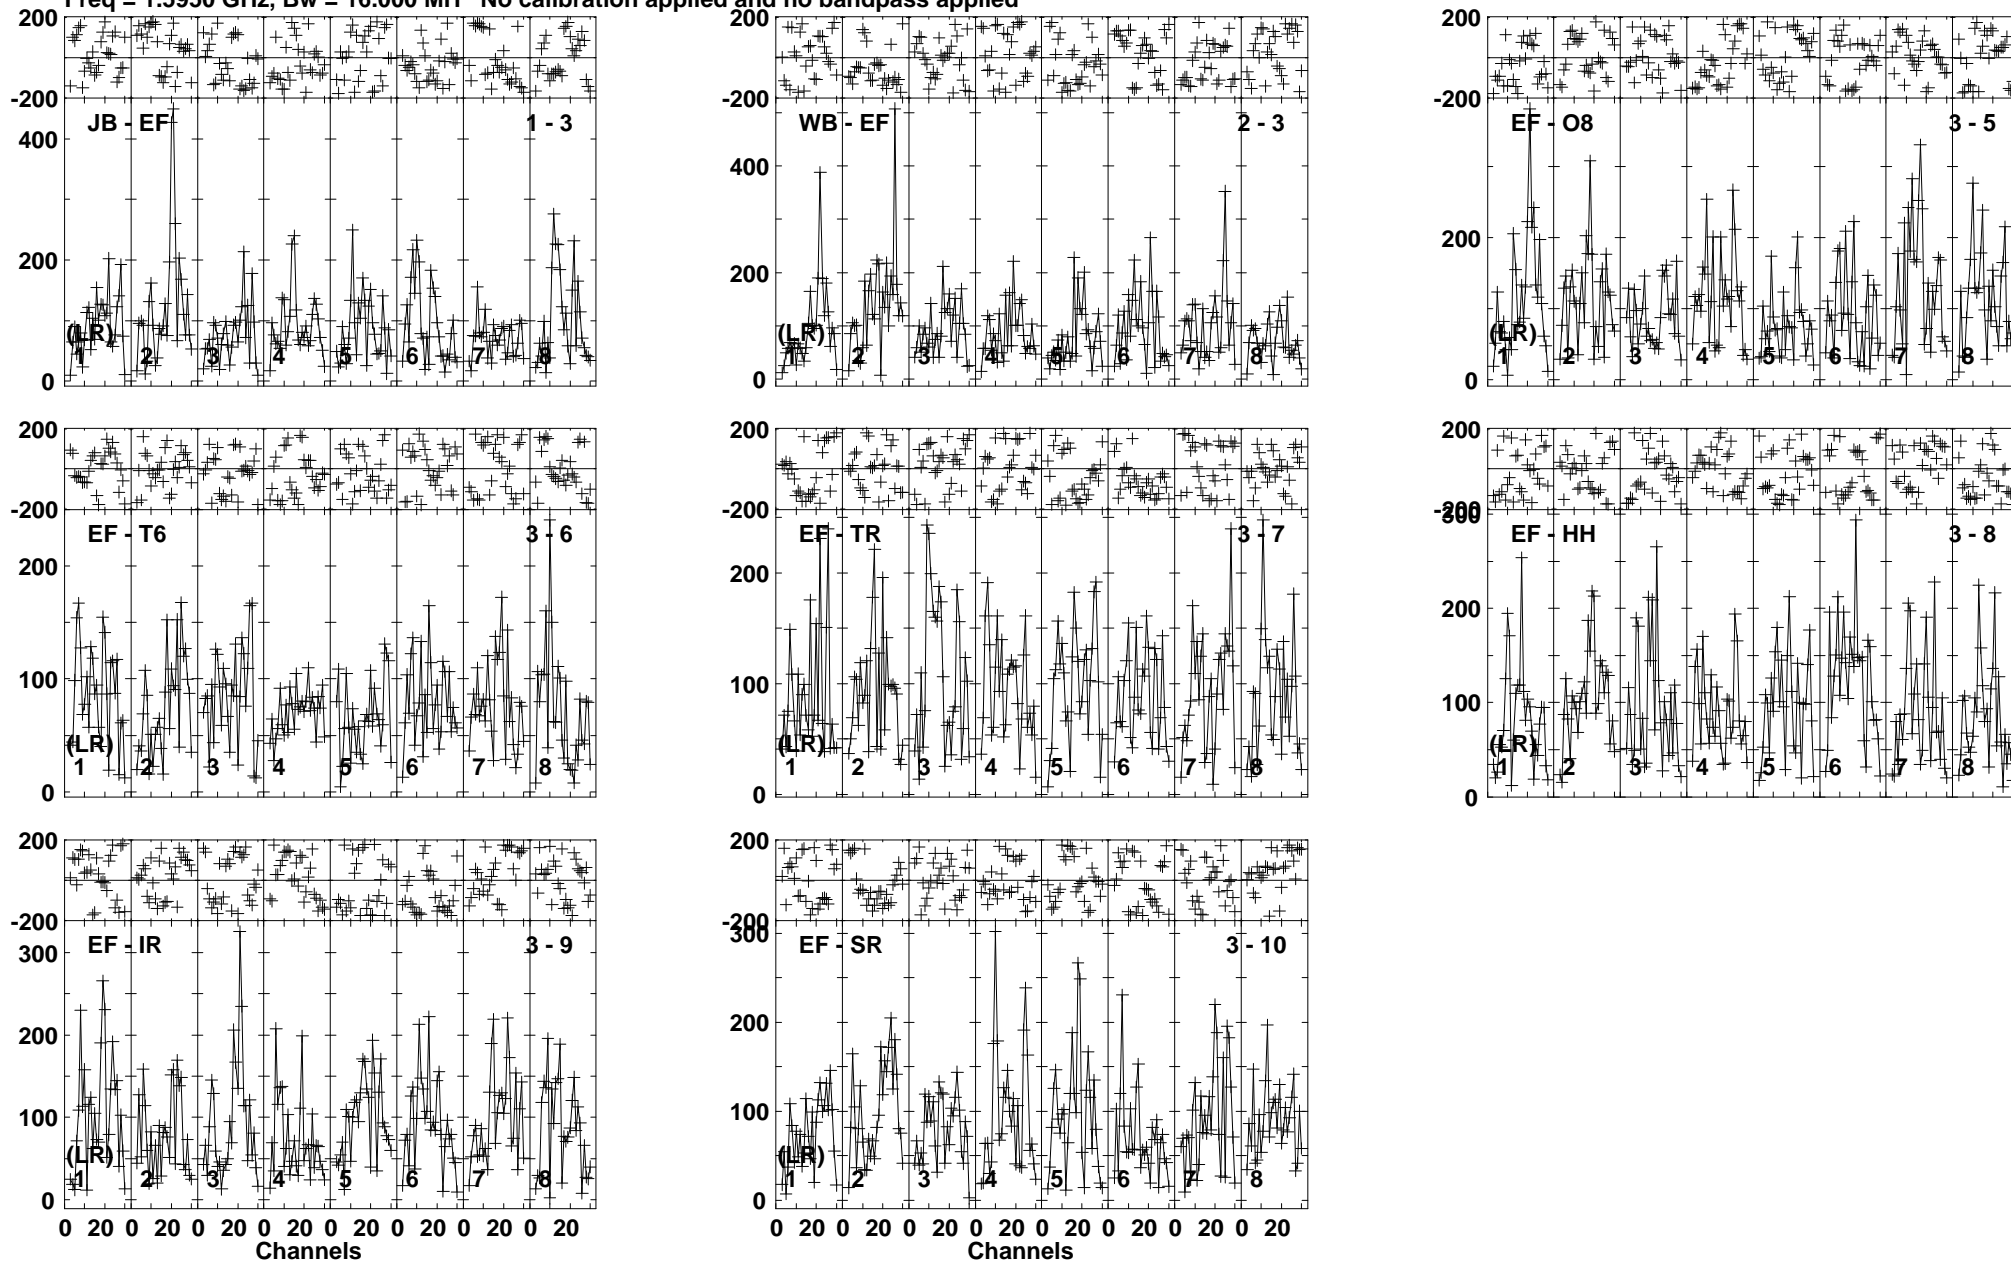 Freq = 1.5950 GHz, Bw = 16.000 MH No calibration applied and no bandpass applied
200 200 200
-200 -200 -200
JB - EF 1 - 3 WB - EF 2 - 3 EF - O8 3 - 5
400 400
200 200 200
(LR) (LR) (LR)
1 2 3 4 5 6 7 8 1 2 3 4 5 6 7 8 1 2 3 4 5 6 7 8
0 0 0
200 200 200
-200 -200 -200
300
EF - T6 3 - 6 EF - TR 3 - 7 EF - HH 3 - 8
200 200 200
100 100 100
(LR) (LR) (LR)
1 2 3 4 5 6 7 8 1 2 3 4 5 6 7 8 1 2 3 4 5 6 7 8
0 0 0
200 200
-200 -200
300 300
EF - IR 3 - 9 EF - SR 3 - 10
200 200
100 100
(LR) (LR)
1 2 3 4 5 6 7 8 1 2 3 4 5 6 7 8
0 0
0 20 0 20 0 20 0 20 0 20 0 20 0 20 0 20 0 20 0 20 0 20 0 20 0 20 0 20 0 20 0 20
Channels Channels